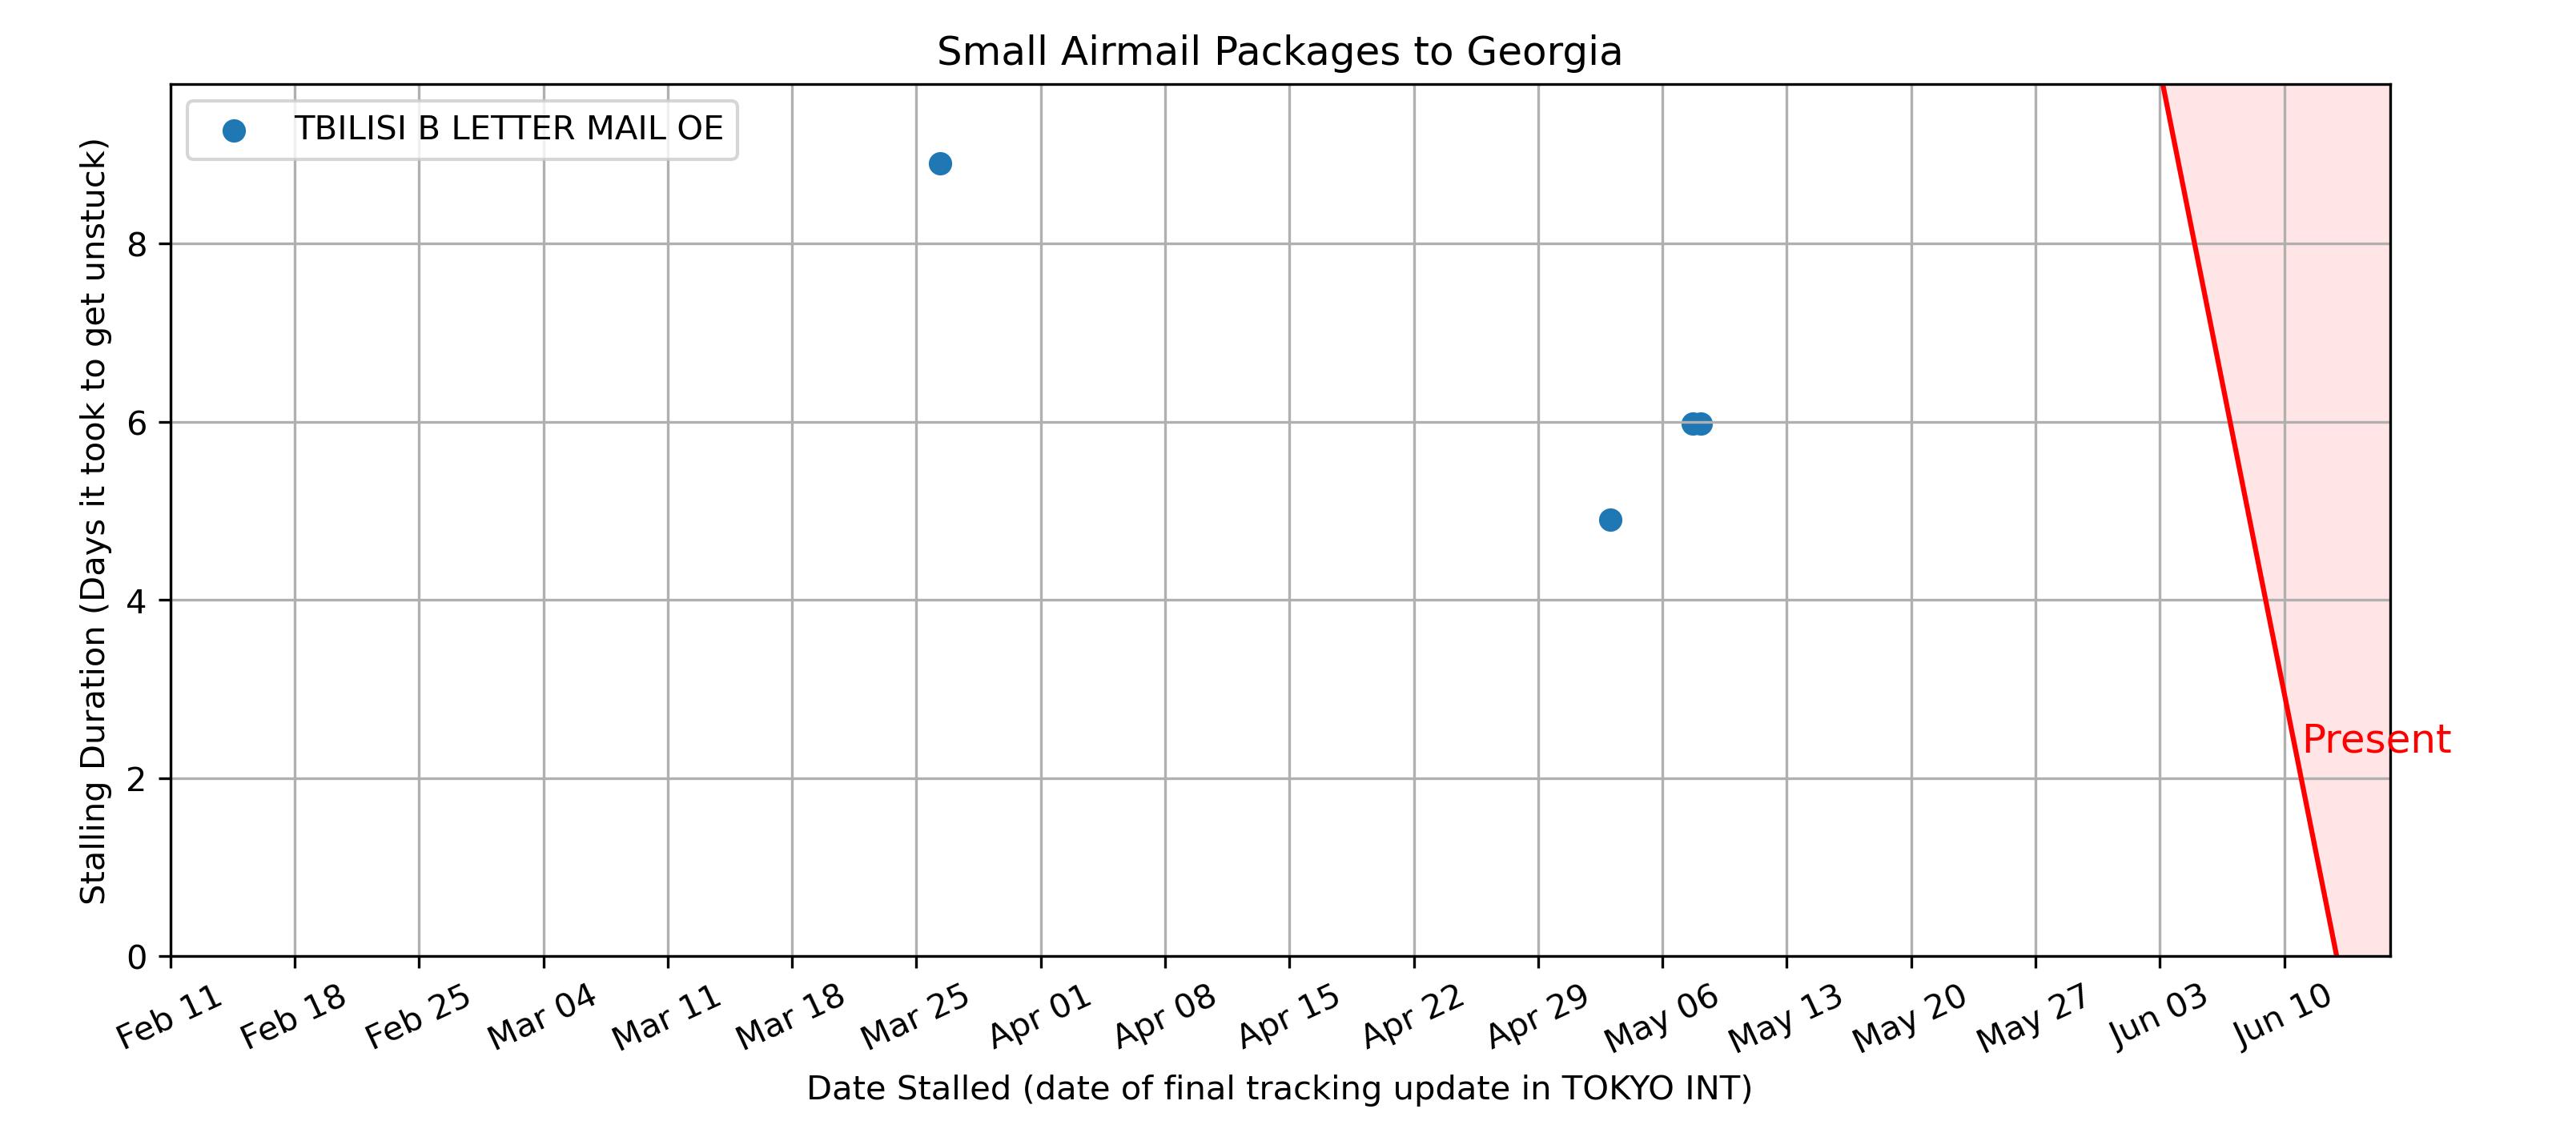 Small Airmail Packages to Georgia
TBILISI B LETTER MAIL OE
Stalling Duration (Days it took to get unstuck)
8
6
4
2
0
Present
Feb 11
Feb 18
Feb 25
Mar 04
Mar 11
Mar 18
Mar 25
Apr 01
Apr 08
Apr 15
Apr 22
Apr 29
May 06
May 13
May 20
May 27
Jun 03
Jun 10
Date Stalled (date of final tracking update in TOKYO INT)